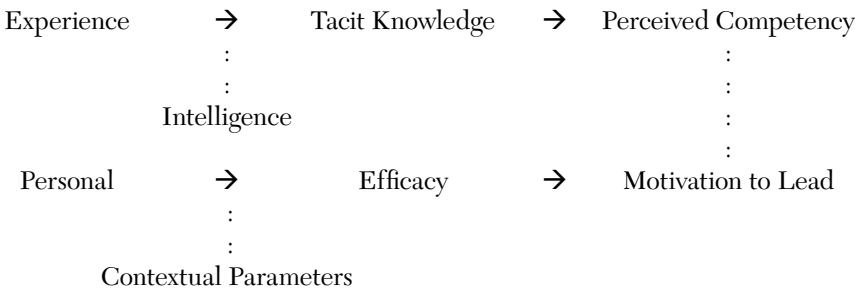 Experience → Tacit Knowledge → Perceived Competency
: :
: :
Intelligence :
:
Personal → Efficacy → Motivation to Lead
:
:
Contextual Parameters